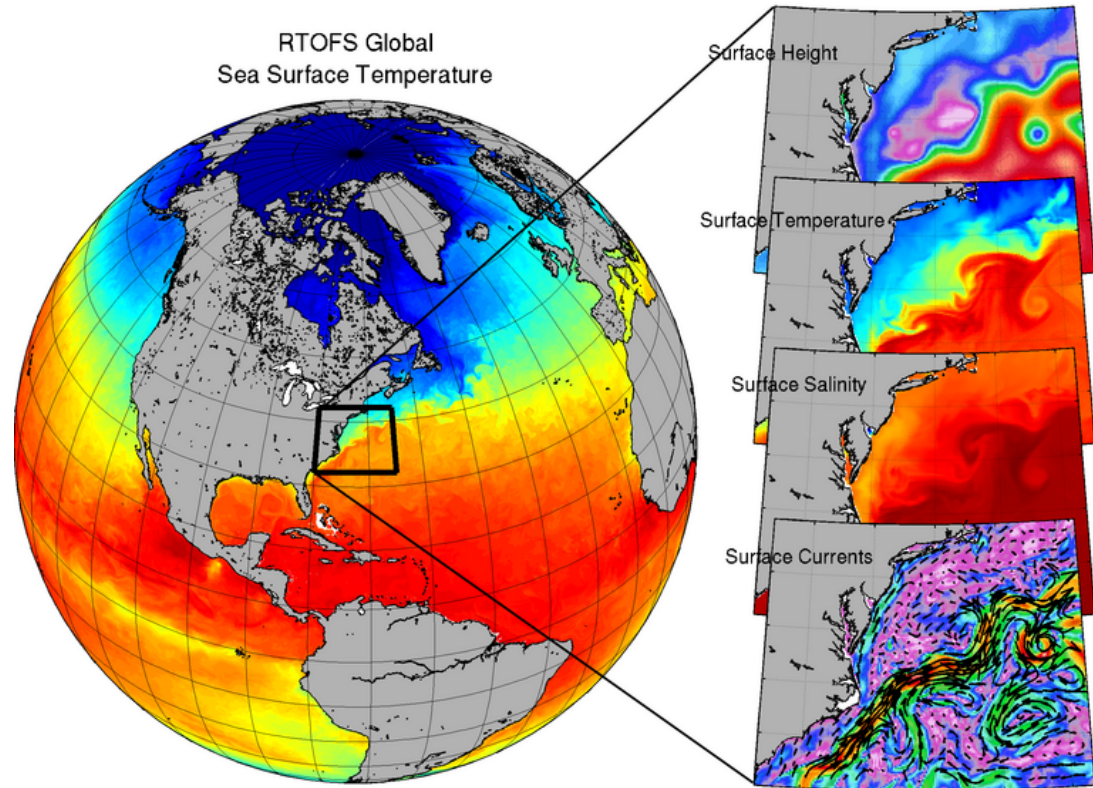 RTOFS Global
Sea Surface Temperature
Surface Height
Surface Temperature
Surface Salinity
Surface Currents